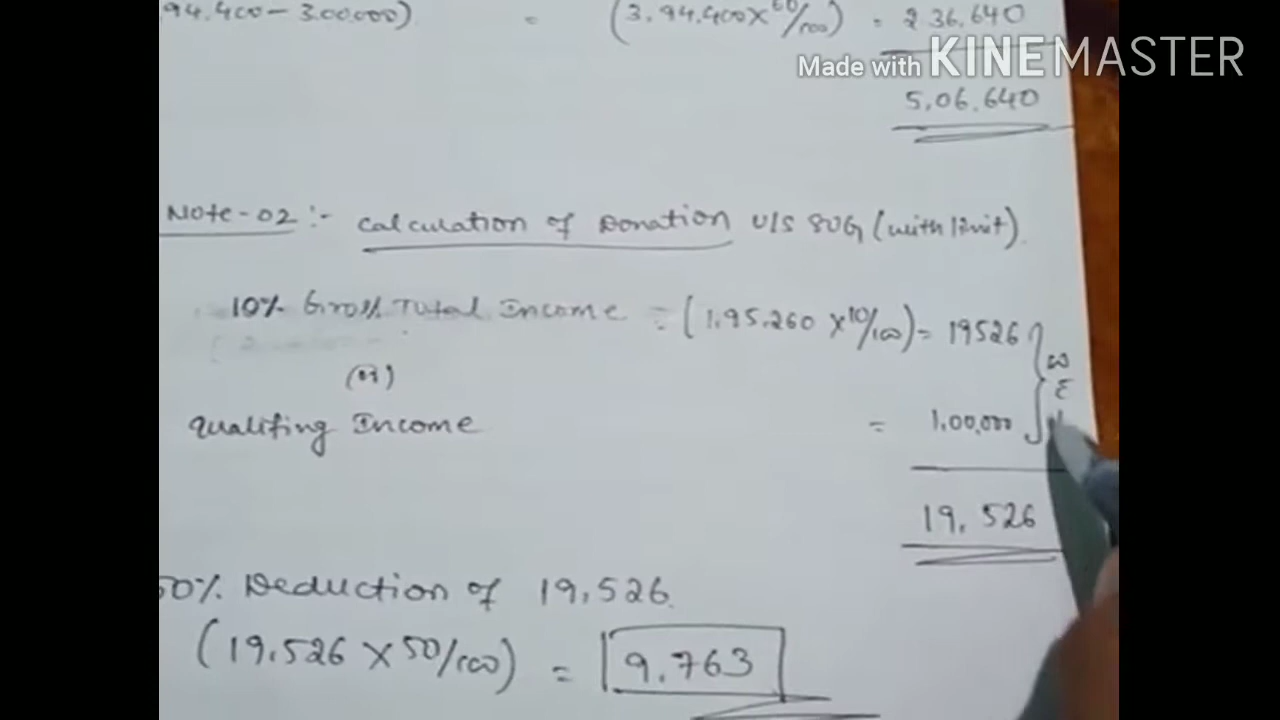 94,400 - 3,00,000) = (3,94,400 x 60/100) = 2 36,640
Made with KINEMASTER
5,06,640
Note-02 :- Calculation of Donation U/S 80G (with limit).
10% Gross Total Income = (1,95,260 x 10/100) = 19526
(or)
W
E
Qualifing Income = 1,00,000
19,526
50% Deduction of 19,526.
(19,526 x 50/100) = 9,763